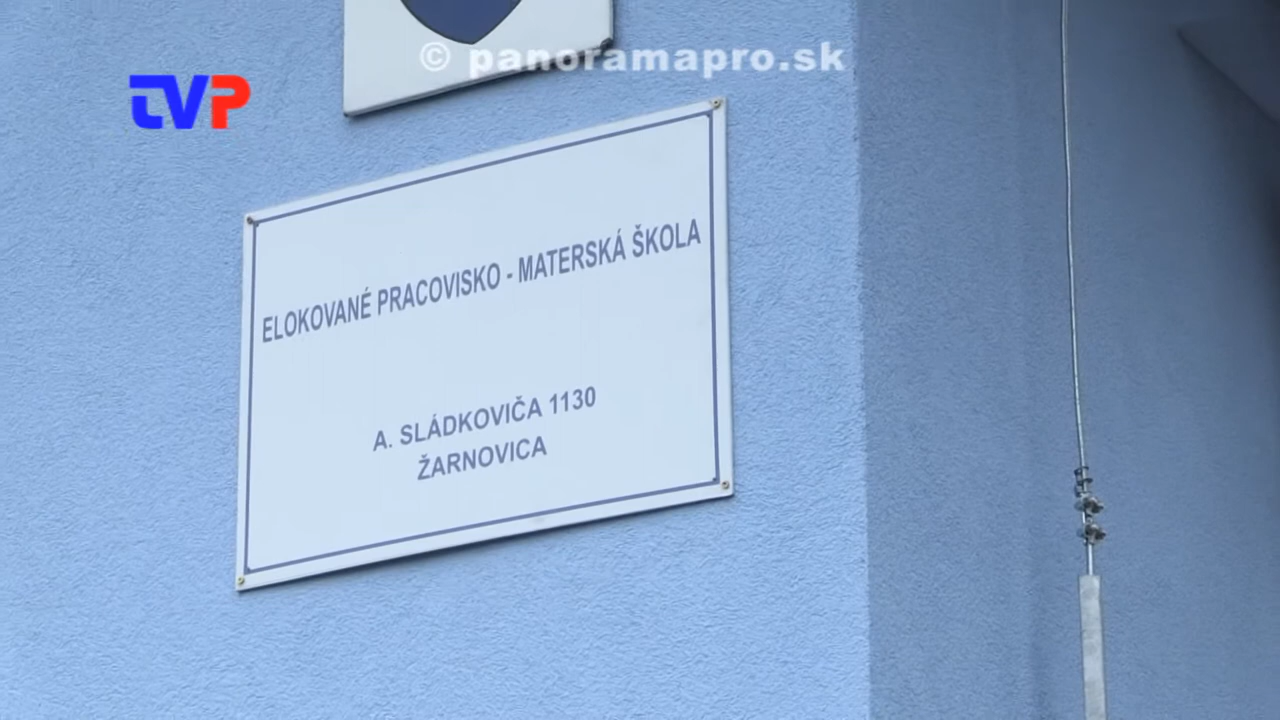 © panoramapro.sk
TVP
ELOKOVANÉ PRACOVISKO - MATERSKÁ ŠKOLA
A. SLÁDKOVIČA 1130
ŽARNOVICA